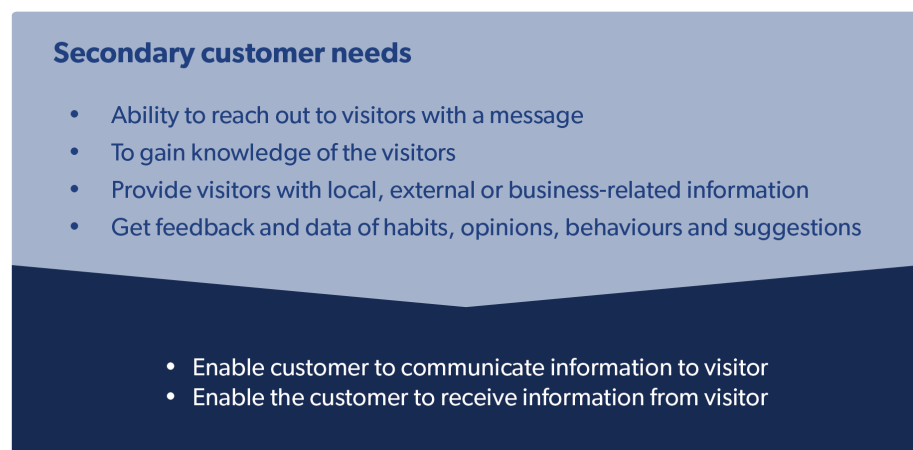 Secondary customer needs
• Ability to reach out to visitors with a message
• To gain knowledge of the visitors
• Provide visitors with local, external or business-related information
• Get feedback and data of habits, opinions, behaviours and suggestions
• Enable customer to communicate information to visitor
• Enable the customer to receive information from visitor